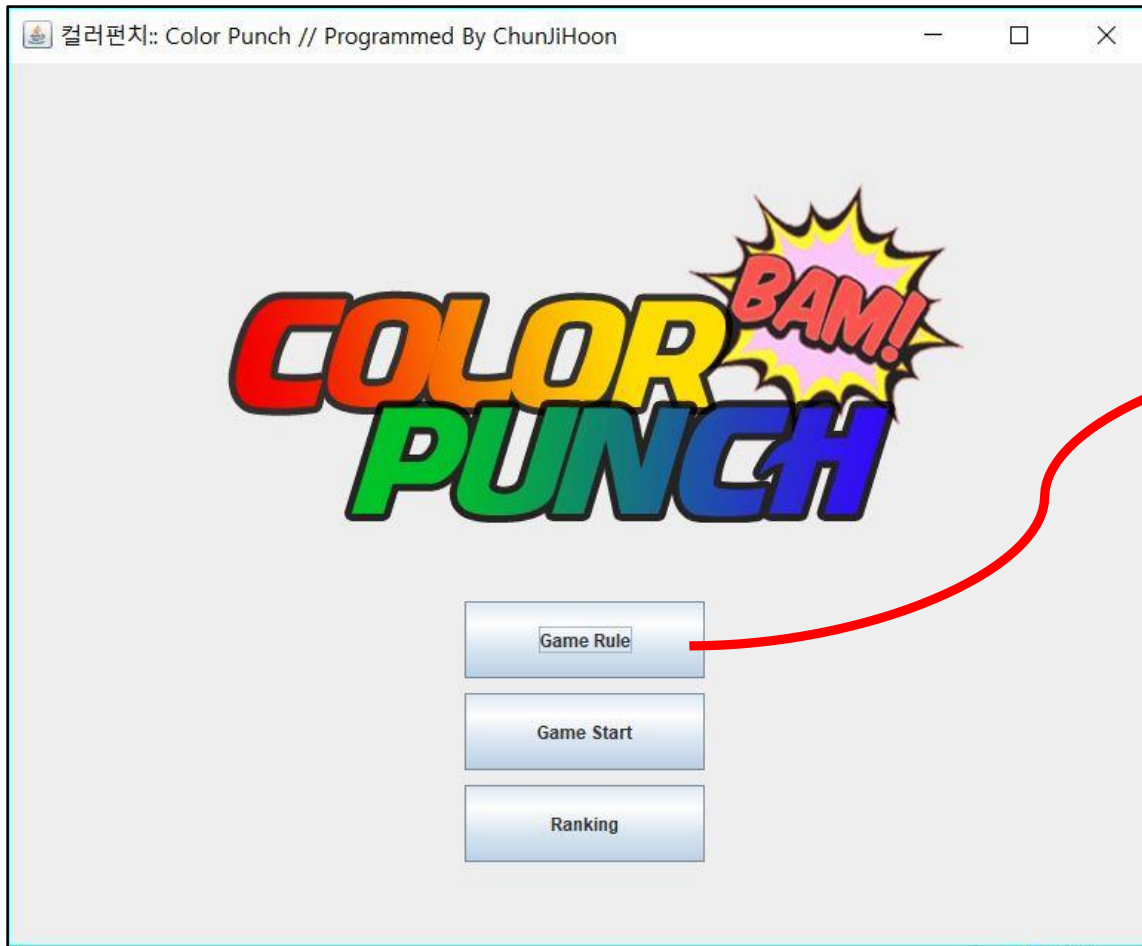 컬러펀치:: Color Punch // Programmed By ChunJiHoon
BAM!
COLOR
PUNCH
Game Rule
Game Start
Ranking